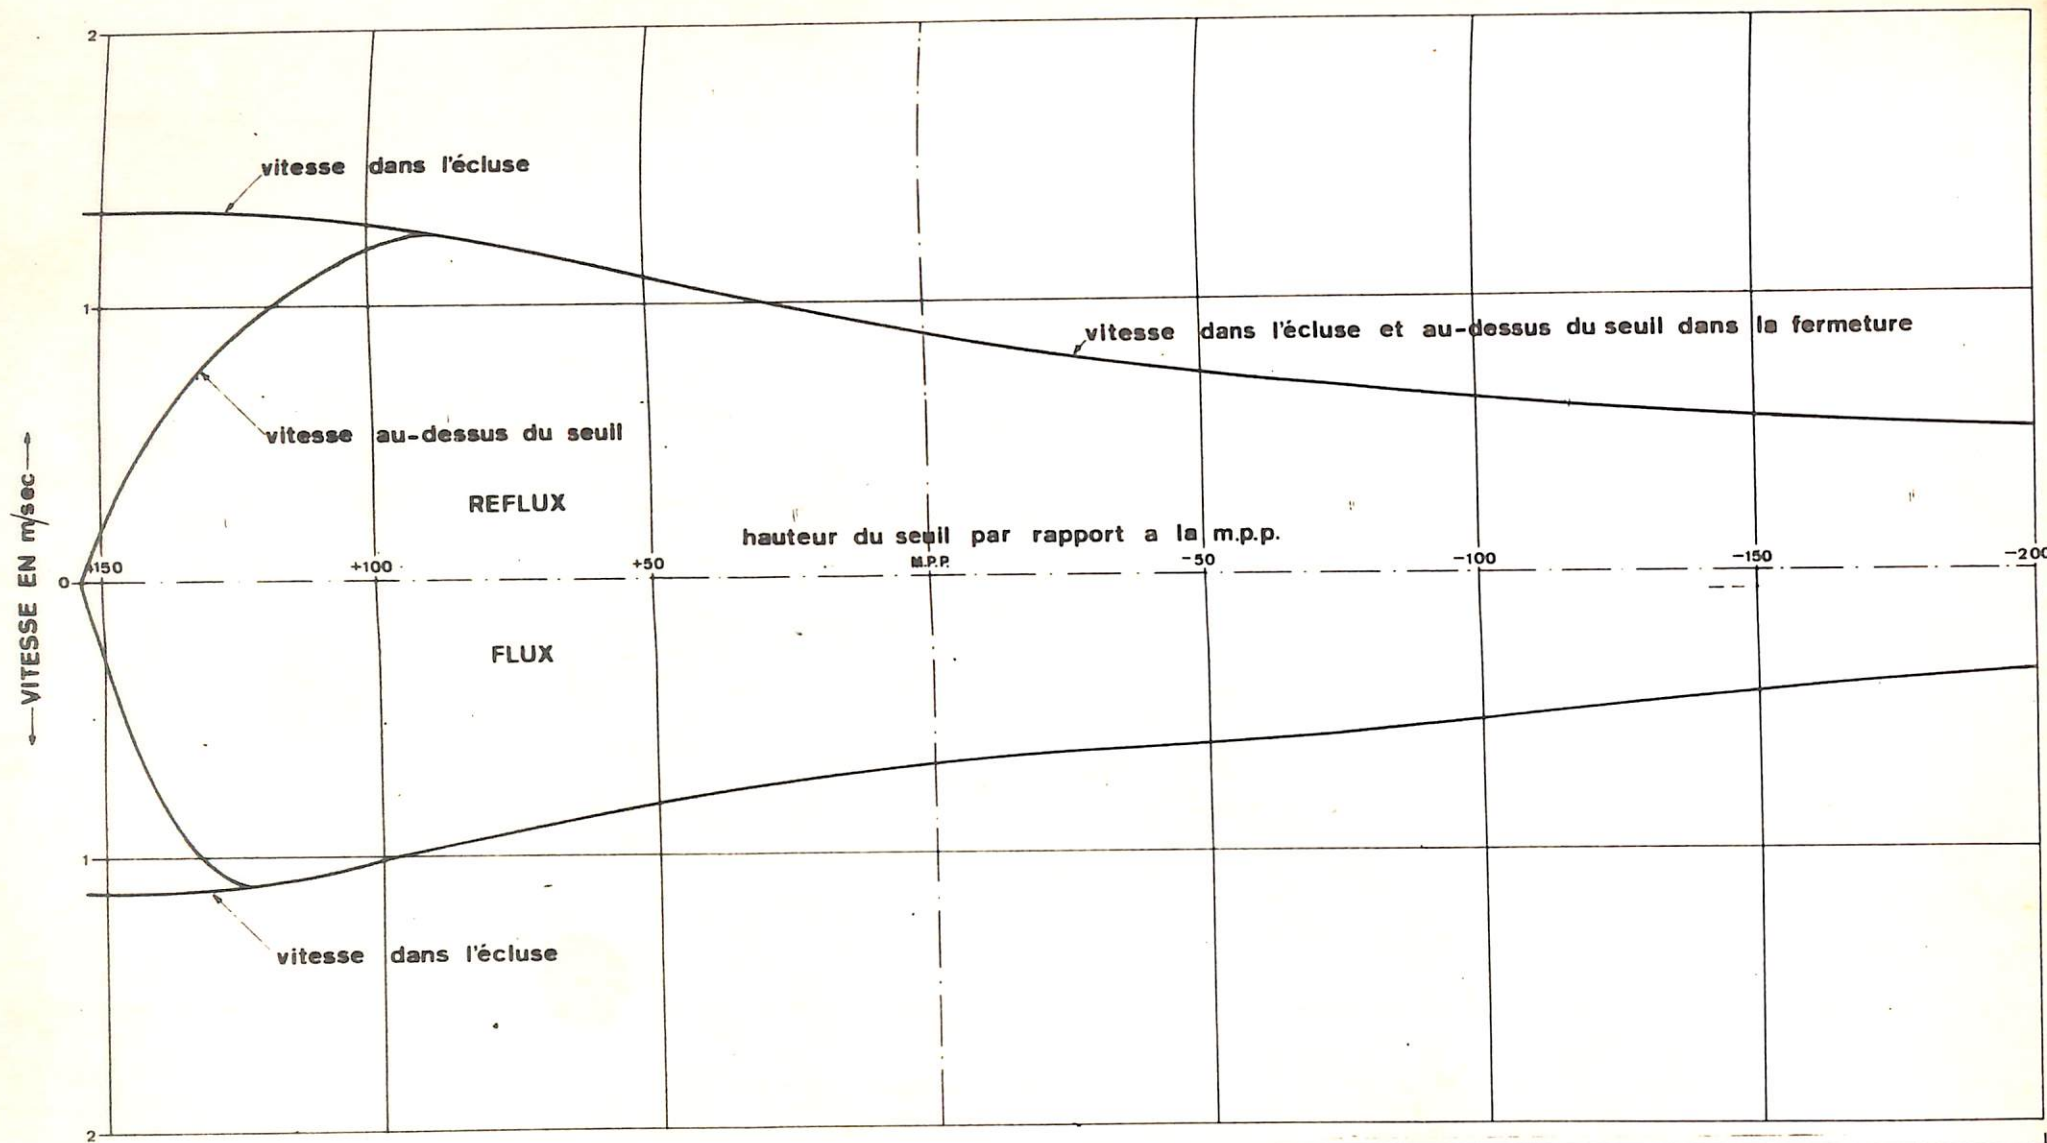 2
vitesse dans l'écluse
1
vitesse dans l'écluse et au-dessus du seuil dans la fermeture
vitesse au-dessus du seuil
REFLUX
hauteur du seuil par rapport a la m.p.p.
+150 +100 +50 M.P.P. -50 -100 -150 -200
0
VITESSE EN m/sec
FLUX
1
vitesse dans l'écluse
2